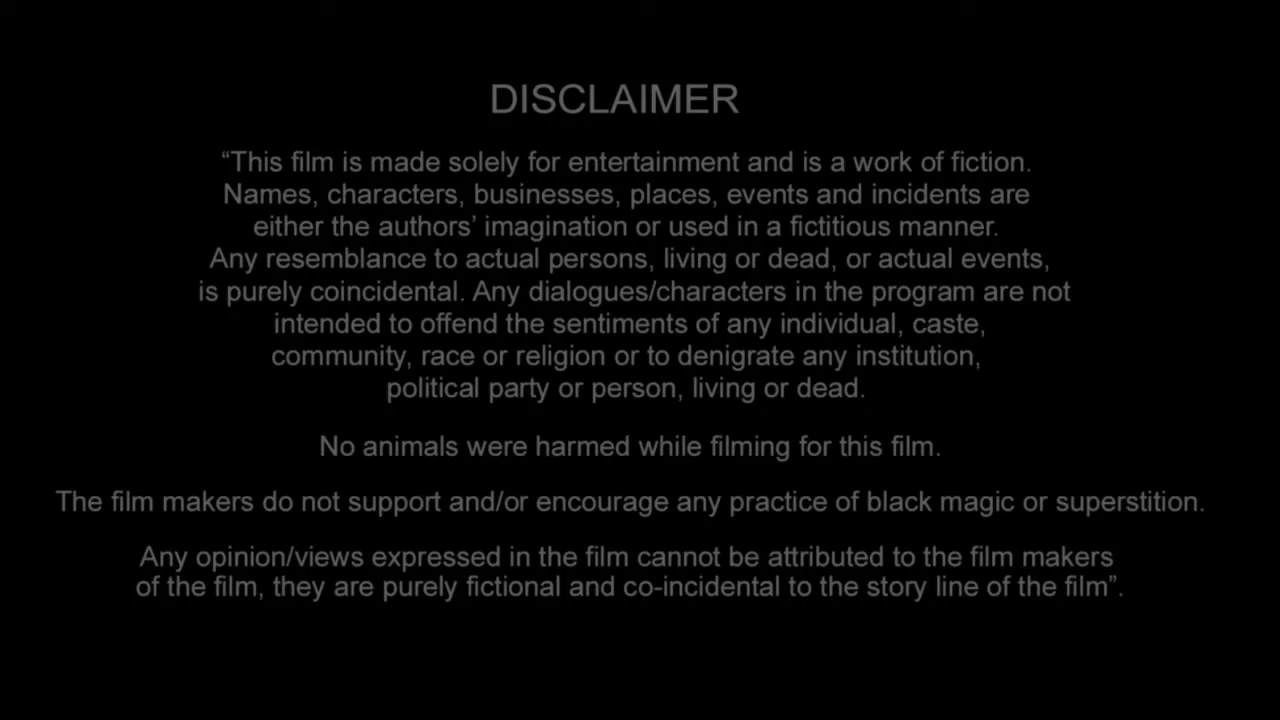 DISCLAIMER
“This film is made solely for entertainment and is a work of fiction.
Names, characters, businesses, places, events and incidents are
either the authors’ imagination or used in a fictitious manner.
Any resemblance to actual persons, living or dead, or actual events,
is purely coincidental. Any dialogues/characters in the program are not
intended to offend the sentiments of any individual, caste,
community, race or religion or to denigrate any institution,
political party or person, living or dead.
No animals were harmed while filming for this film.
The film makers do not support and/or encourage any practice of black magic or superstition.
Any opinion/views expressed in the film cannot be attributed to the film makers
of the film, they are purely fictional and co-incidental to the story line of the film”.